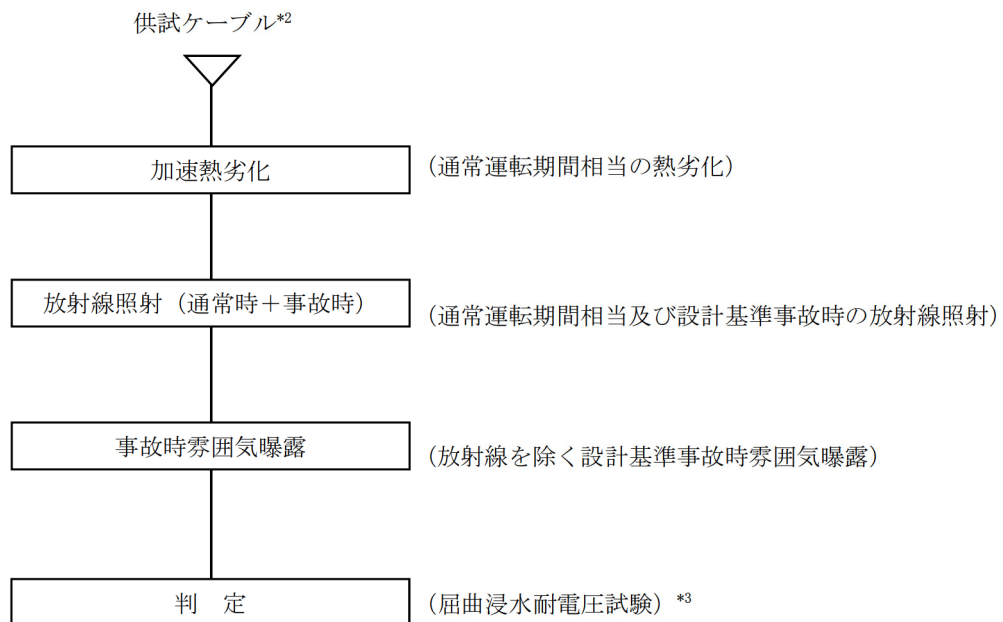 供試ケーブル*2
加速熱劣化
（通常運転期間相当の熱劣化）
放射線照射（通常時＋事故時）
（通常運転期間相当及び設計基準事故時の放射線照射）
事故時雰囲気曝露
（放射線を除く設計基準事故時雰囲気曝露）
判　定
（屈曲浸水耐電圧試験）*3